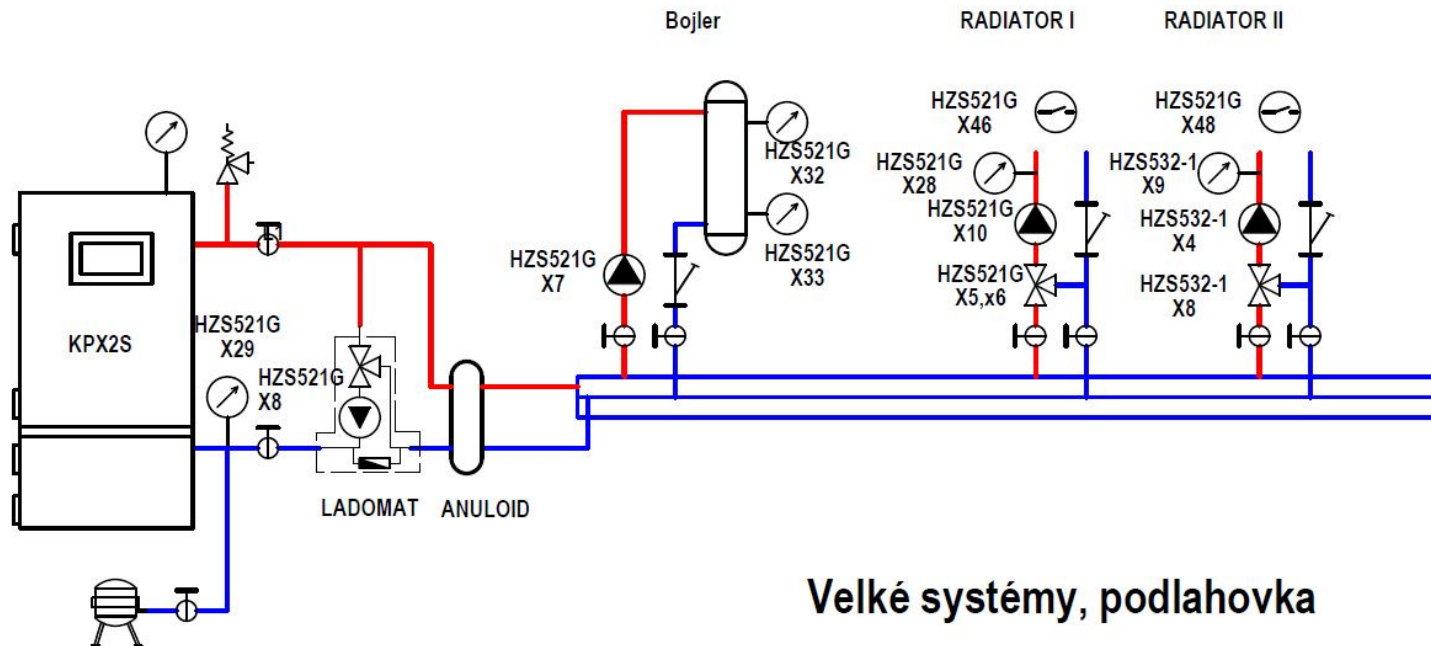 Bojler
RADIATOR I
RADIATOR II
HZS521G
X46
HZS521G
X48
HZS521G
X32
HZS521G
X28
HZS532-1
X9
HZS521G
X10
HZS532-1
X4
HZS521G
X33
HZS521G
X7
HZS521G
X5,x6
HZS532-1
X8
KPX2S
HZS521G
X29
HZS521G
X8
LADOMAT
ANULOID
Velké systémy, podlahovka